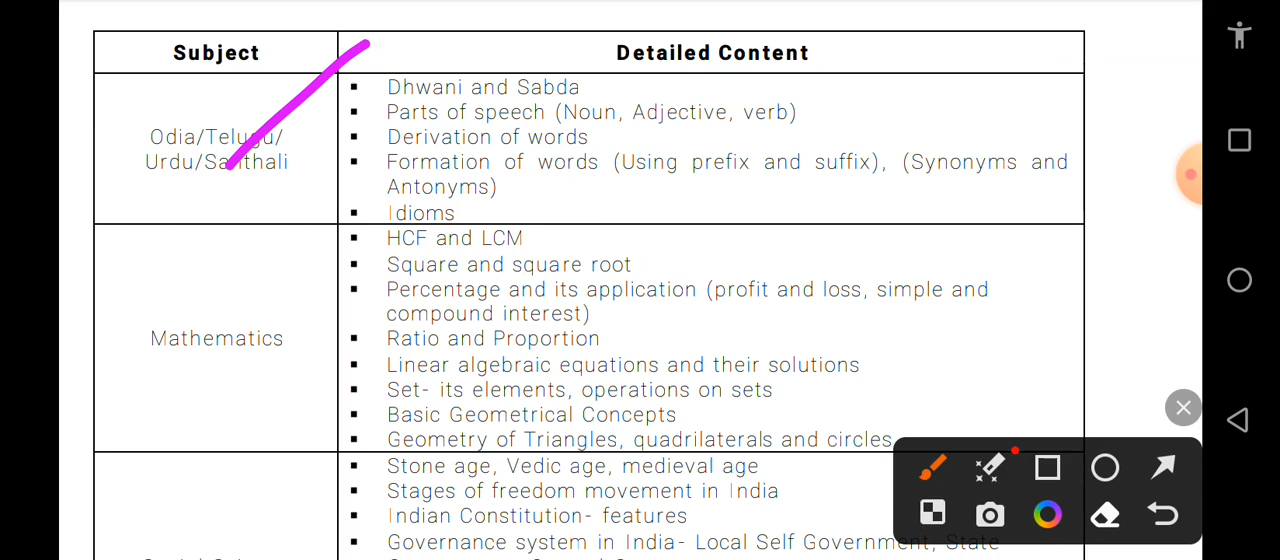 Subject
Detailed Content
Odia/Telugu/
Urdu/Santhali
▪ Dhwani and Sabda
▪ Parts of speech (Noun, Adjective, verb)
▪ Derivation of words
▪ Formation of words (Using prefix and suffix), (Synonyms and
Antonyms)
▪ Idioms
Mathematics
▪ HCF and LCM
▪ Square and square root
▪ Percentage and its application (profit and loss, simple and
compound interest)
▪ Ratio and Proportion
▪ Linear algebraic equations and their solutions
▪ Set- its elements, operations on sets
▪ Basic Geometrical Concepts
▪ Geometry of Triangles, quadrilaterals and circles
▪ Stone age, Vedic age, medieval age
▪ Stages of freedom movement in India
▪ Indian Constitution- features
▪ Governance system in India- Local Self Government, State